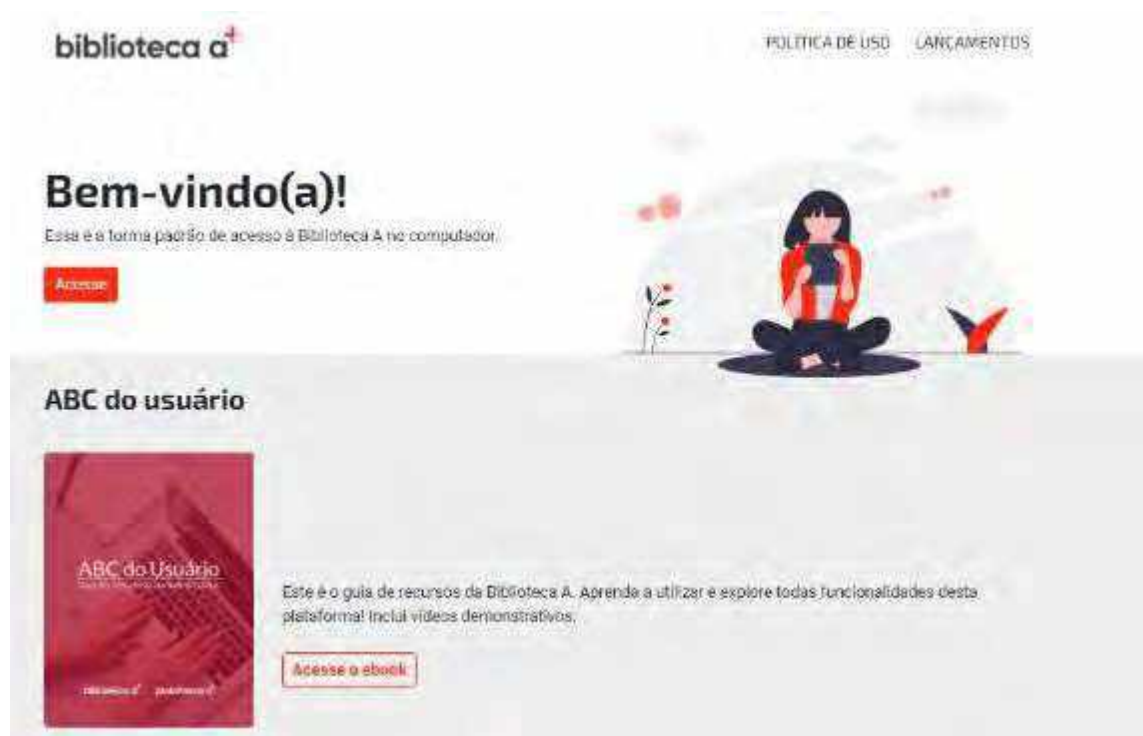 biblioteca a+
POLÍTICA DE USO LANÇAMENTOS
Bem-vindo(a)!
Essa é a forma padrão de acesso à Biblioteca A no computador.
Acesse
ABC do usuário
ABC do Usuário
biblioteca a+ plataforma a+
Este é o guia de recursos da Biblioteca A. Aprenda a utilizar e explore todas funcionalidades desta
plataforma! Inclui vídeos demonstrativos.
Acesse o ebook